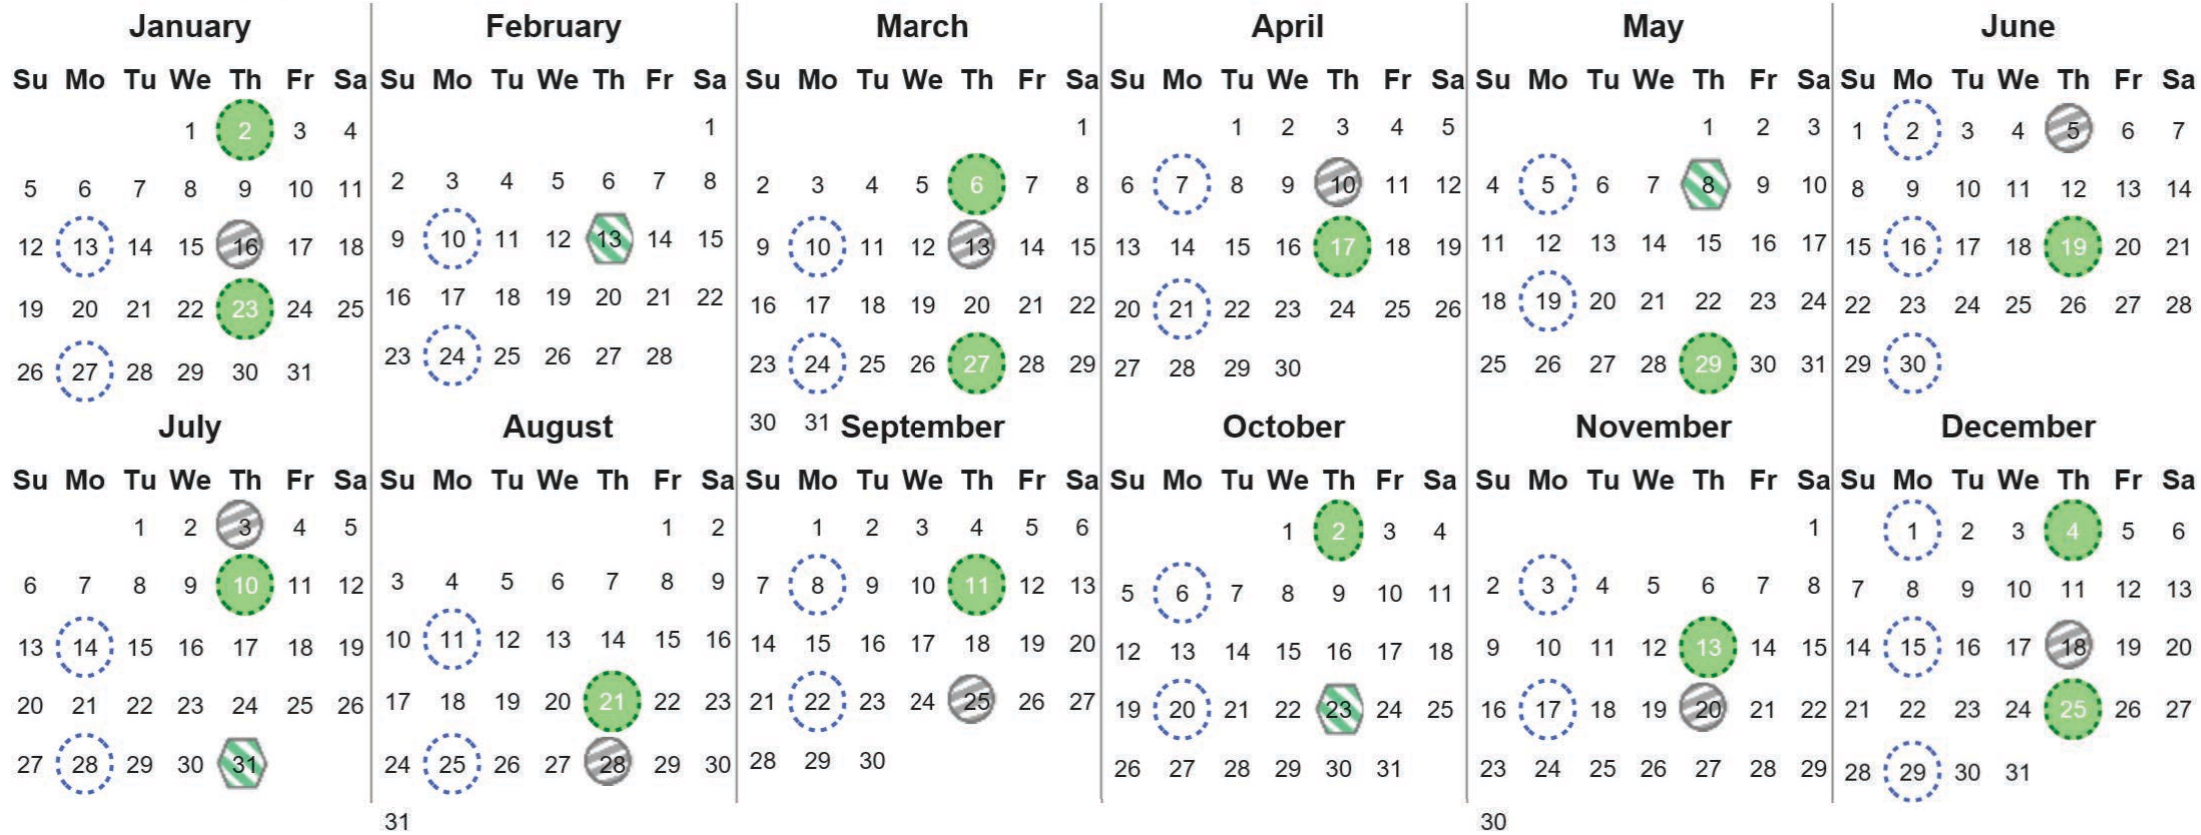 January
Su Mo Tu We Th Fr Sa
1 2 3 4
5 6 7 8 9 10 11
12 13 14 15 16 17 18
19 20 21 22 23 24 25
26 27 28 29 30 31
February
Su Mo Tu We Th Fr Sa
1
2 3 4 5 6 7 8
9 10 11 12 13 14 15
16 17 18 19 20 21 22
23 24 25 26 27 28
March
Su Mo Tu We Th Fr Sa
1
2 3 4 5 6 7 8
9 10 11 12 13 14 15
16 17 18 19 20 21 22
23 24 25 26 27 28 29
30 31
April
Su Mo Tu We Th Fr Sa
1 2 3 4 5
6 7 8 9 10 11 12
13 14 15 16 17 18 19
20 21 22 23 24 25 26
27 28 29 30
May
Su Mo Tu We Th Fr Sa
1 2 3
4 5 6 7 8 9 10
11 12 13 14 15 16 17
18 19 20 21 22 23 24
25 26 27 28 29 30 31
June
Su Mo Tu We Th Fr Sa
1 2 3 4 5 6 7
8 9 10 11 12 13 14
15 16 17 18 19 20 21
22 23 24 25 26 27 28
29 30
July
Su Mo Tu We Th Fr Sa
1 2 3 4 5
6 7 8 9 10 11 12
13 14 15 16 17 18 19
20 21 22 23 24 25 26
27 28 29 30 31
August
Su Mo Tu We Th Fr Sa
1 2
3 4 5 6 7 8 9
10 11 12 13 14 15 16
17 18 19 20 21 22 23
24 25 26 27 28 29 30
31
September
Su Mo Tu We Th Fr Sa
1 2 3 4 5 6
7 8 9 10 11 12 13
14 15 16 17 18 19 20
21 22 23 24 25 26 27
28 29 30
October
Su Mo Tu We Th Fr Sa
1 2 3 4
5 6 7 8 9 10 11
12 13 14 15 16 17 18
19 20 21 22 23 24 25
26 27 28 29 30 31
November
Su Mo Tu We Th Fr Sa
1
2 3 4 5 6 7 8
9 10 11 12 13 14 15
16 17 18 19 20 21 22
23 24 25 26 27 28 29
30
December
Su Mo Tu We Th Fr Sa
1 2 3 4 5 6
7 8 9 10 11 12 13
14 15 16 17 18 19 20
21 22 23 24 25 26 27
28 29 30 31